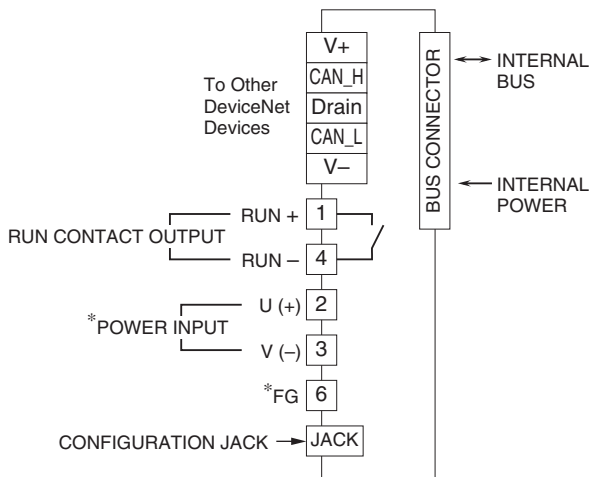 V+
CAN_H
Drain
CAN_L
V–
To Other
DeviceNet
Devices
BUS CONNECTOR
INTERNAL
BUS
INTERNAL
POWER
RUN CONTACT OUTPUT
RUN +
1
RUN –
4
*POWER INPUT
U (+)
2
V (–)
3
*FG
6
CONFIGURATION JACK
JACK